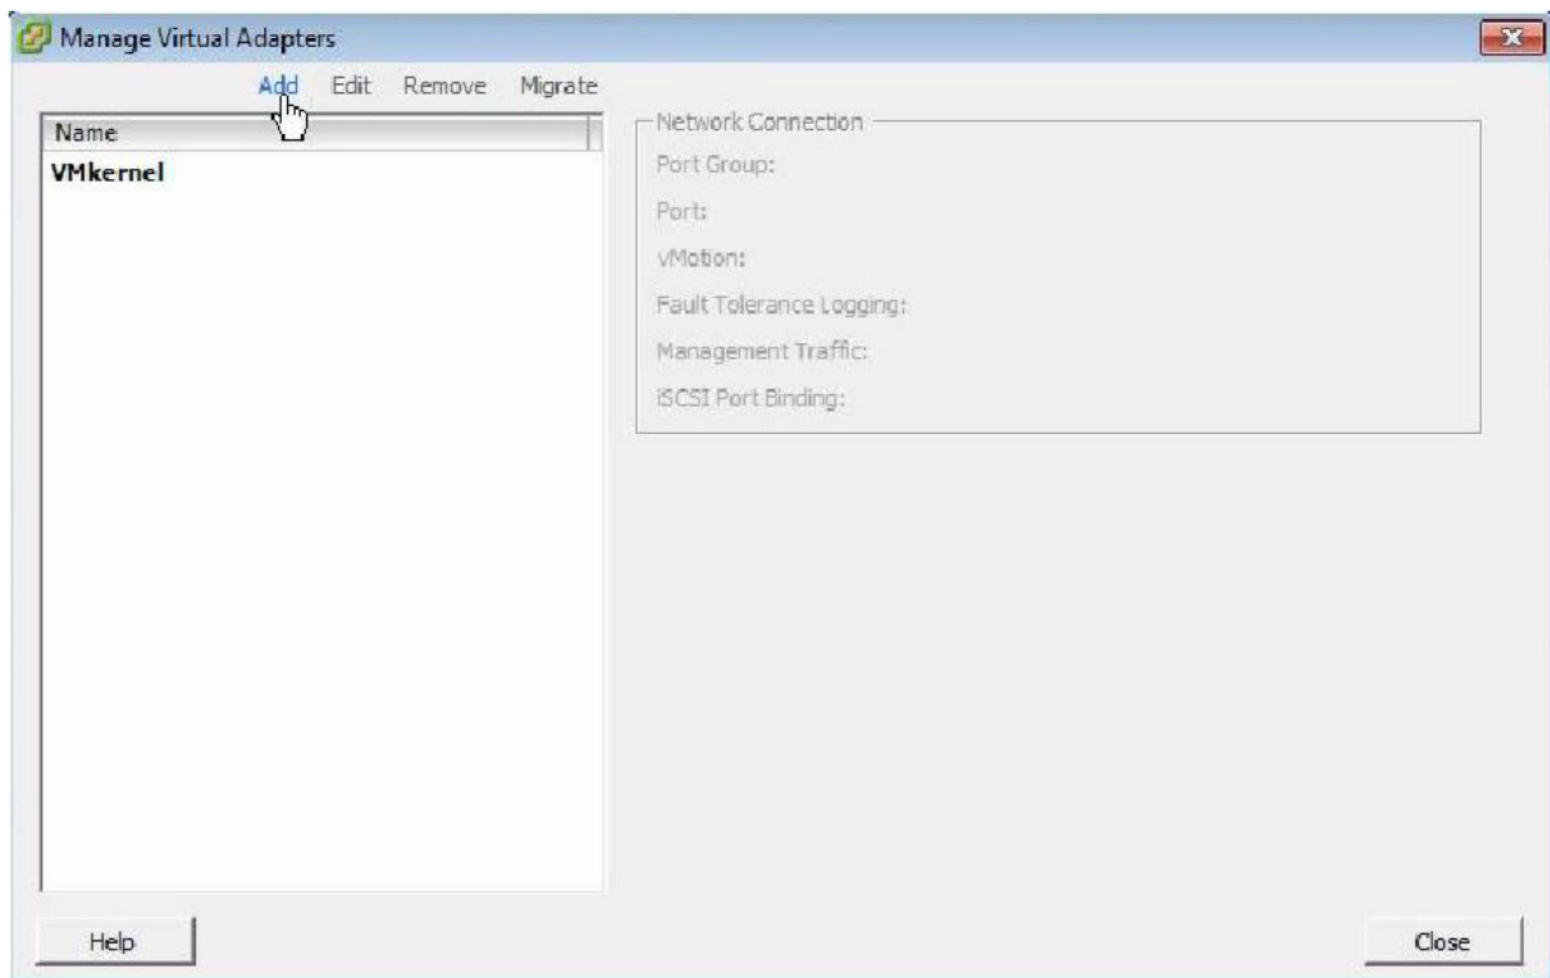 Manage Virtual Adapters
Add Edit Remove Migrate
Name
VMkernel
Network Connection
Port Group:
Port:
vMotion:
Fault Tolerance Logging:
Management Traffic:
iSCSI Port Binding:
Help
Close